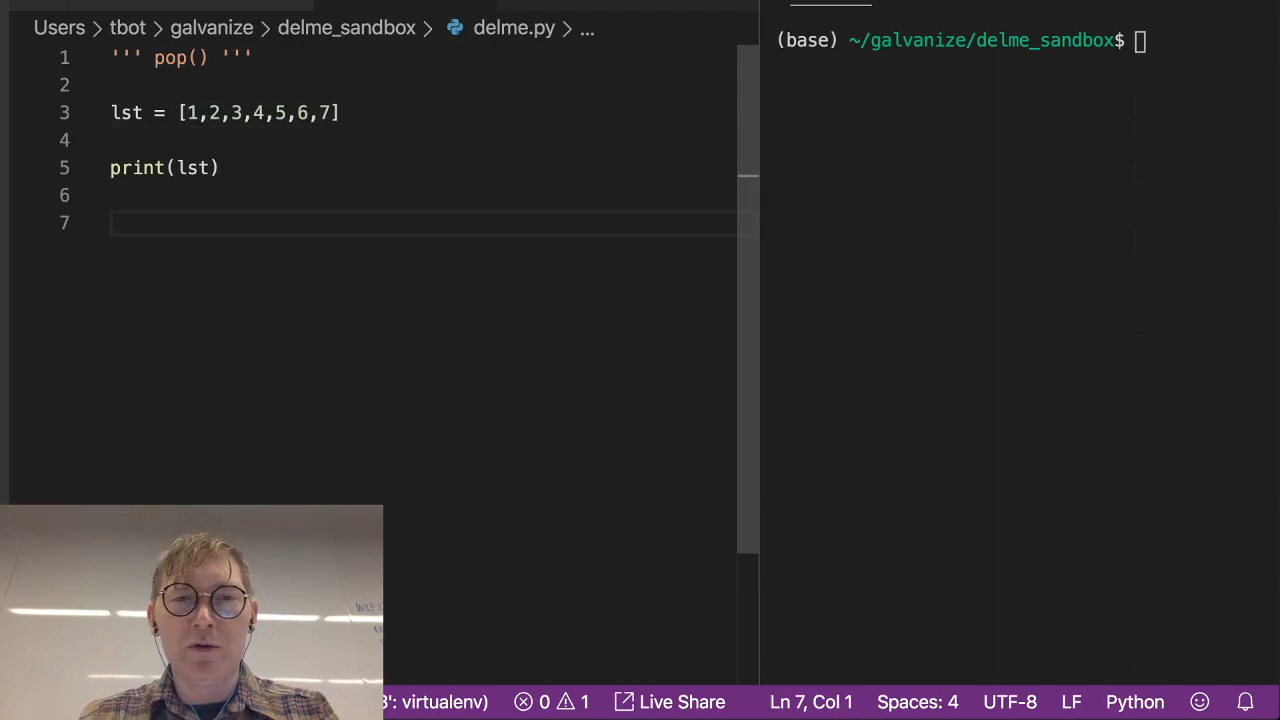 Users > tbot > galvanize > delme_sandbox > delme.py > ...
(base) ~/galvanize/delme_sandbox$
1 ''' pop() '''
2
3 lst = [1,2,3,4,5,6,7]
4
5 print(lst)
6
7
3': virtualenv) 0 1 Live Share Ln 7, Col 1 Spaces: 4 UTF-8 LF Python